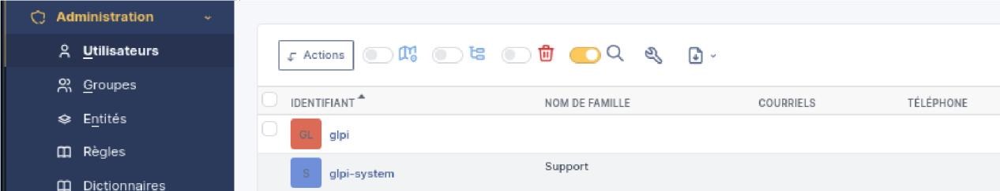 Administration
Utilisateurs
Groupes
Entités
Règles
Dictionnaires
Actions
IDENTIFIANT NOM DE FAMILLE COURRIELS TÉLÉPHONE
GL glpi
S glpi-system Support